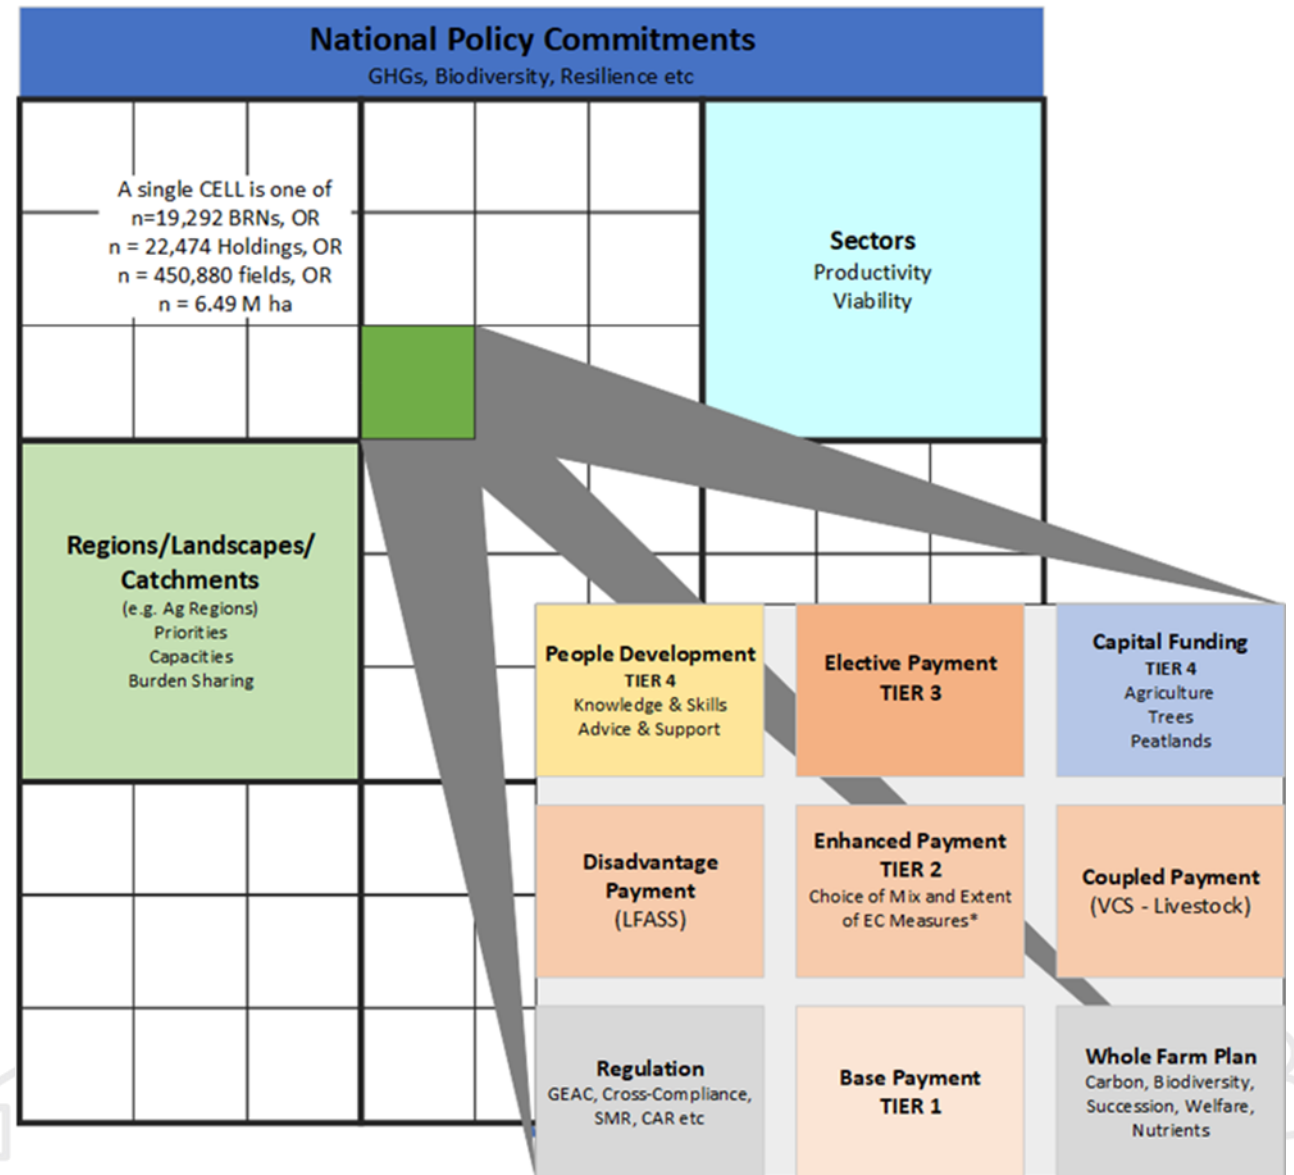 National Policy Commitments
GHGs, Biodiversity, Resilience etc
A single CELL is one of
n=19,292 BRNs, OR
n = 22,474 Holdings, OR
n = 450,880 fields, OR
n = 6.49 M ha
Sectors
Productivity
Viability
Regions/Landscapes/
Catchments
(e.g. Ag Regions)
Priorities
Capacities
Burden Sharing
People Development
TIER 4
Knowledge & Skills
Advice & Support
Elective Payment
TIER 3
Capital Funding
TIER 4
Agriculture
Trees
Peatlands
Disadvantage
Payment
(LFASS)
Enhanced Payment
TIER 2
Choice of Mix and Extent
of EC Measures*
Coupled Payment
(VCS - Livestock)
Regulation
GEAC, Cross-Compliance,
SMR, CAR etc
Base Payment
TIER 1
Whole Farm Plan
Carbon, Biodiversity,
Succession, Welfare,
Nutrients